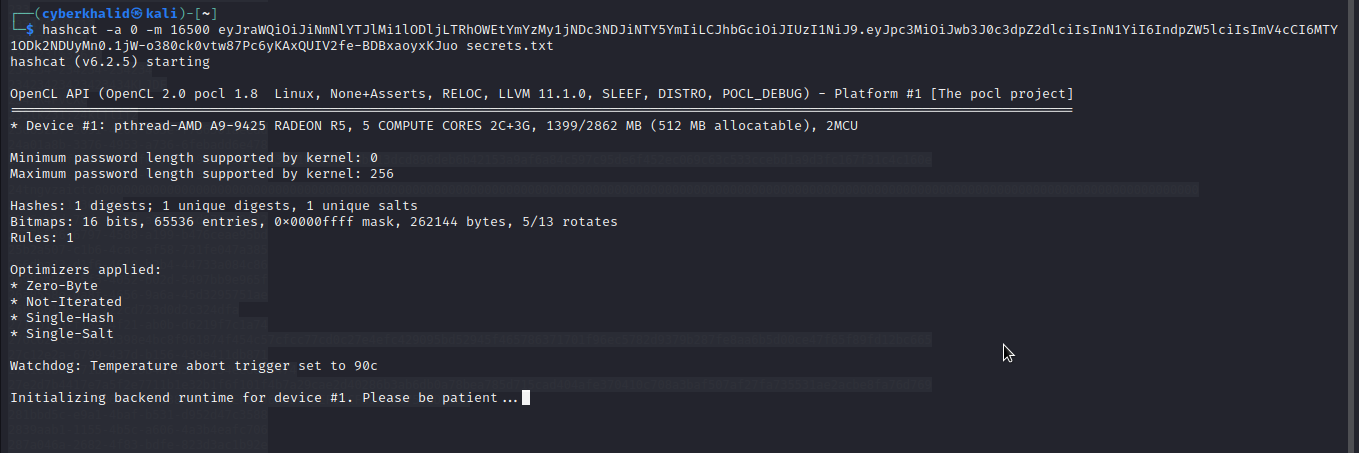 ┌──(cyberkhalid㉿kali)-[~]
└─$ hashcat -a 0 -m 16500 eyJraWQiOiJiNmNlYTJlMi1lODljLTRhOWEtYmYzMy1jNDc3NDJiNTY5YmIiLCJhbGciOiJIUzI1NiJ9.eyJpc3MiOiJwb3J0c3dpZ2dlciIsInN1YiI6IndpZW5lciIsImV4cCI6MTY
1ODk2NDUyMn0.1jW-o380ck0vtw87Pc6yKAxQUIV2fe-BDBxaoyxKJuo secrets.txt
hashcat (v6.2.5) starting
OpenCL API (OpenCL 2.0 pocl 1.8  Linux, None+Asserts, RELOC, LLVM 11.1.0, SLEEF, DISTRO, POCL_DEBUG) - Platform #1 [The pocl project]
* Device #1: pthread-AMD A9-9425 RADEON R5, 5 COMPUTE CORES 2C+3G, 1399/2862 MB (512 MB allocatable), 2MCU
Minimum password length supported by kernel: 0
Maximum password length supported by kernel: 256
Hashes: 1 digests; 1 unique digests, 1 unique salts
Bitmaps: 16 bits, 65536 entries, 0x0000ffff mask, 262144 bytes, 5/13 rotates
Rules: 1
Optimizers applied:
* Zero-Byte
* Not-Iterated
* Single-Hash
* Single-Salt
Watchdog: Temperature abort trigger set to 90c
Initializing backend runtime for device #1. Please be patient...